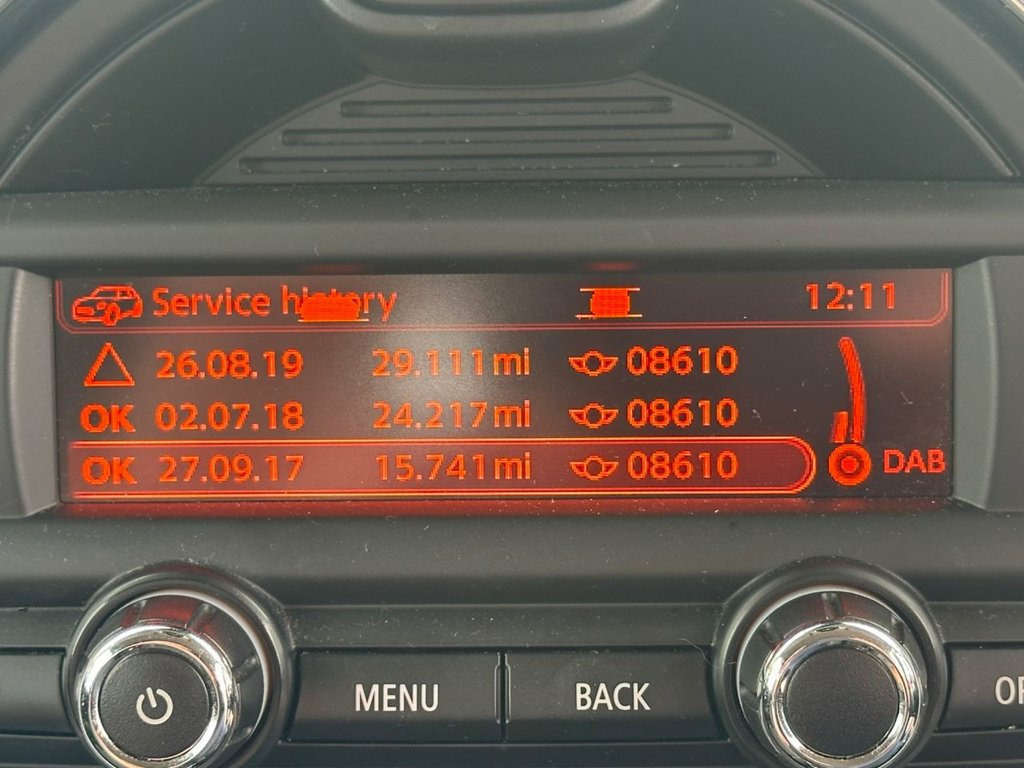 Service history 12:11
26.08.19 29.111 mi 08610
OK 02.07.18 24.217 mi 08610
OK 27.09.17 15.741 mi 08610
DAB
MENU BACK